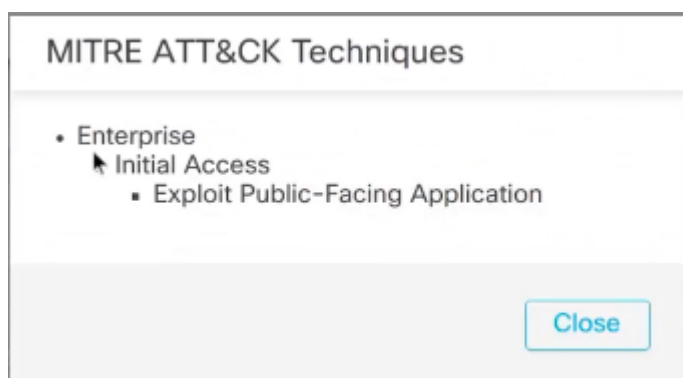 MITRE ATT&CK Techniques
• Enterprise
Initial Access
▪ Exploit Public-Facing Application
Close